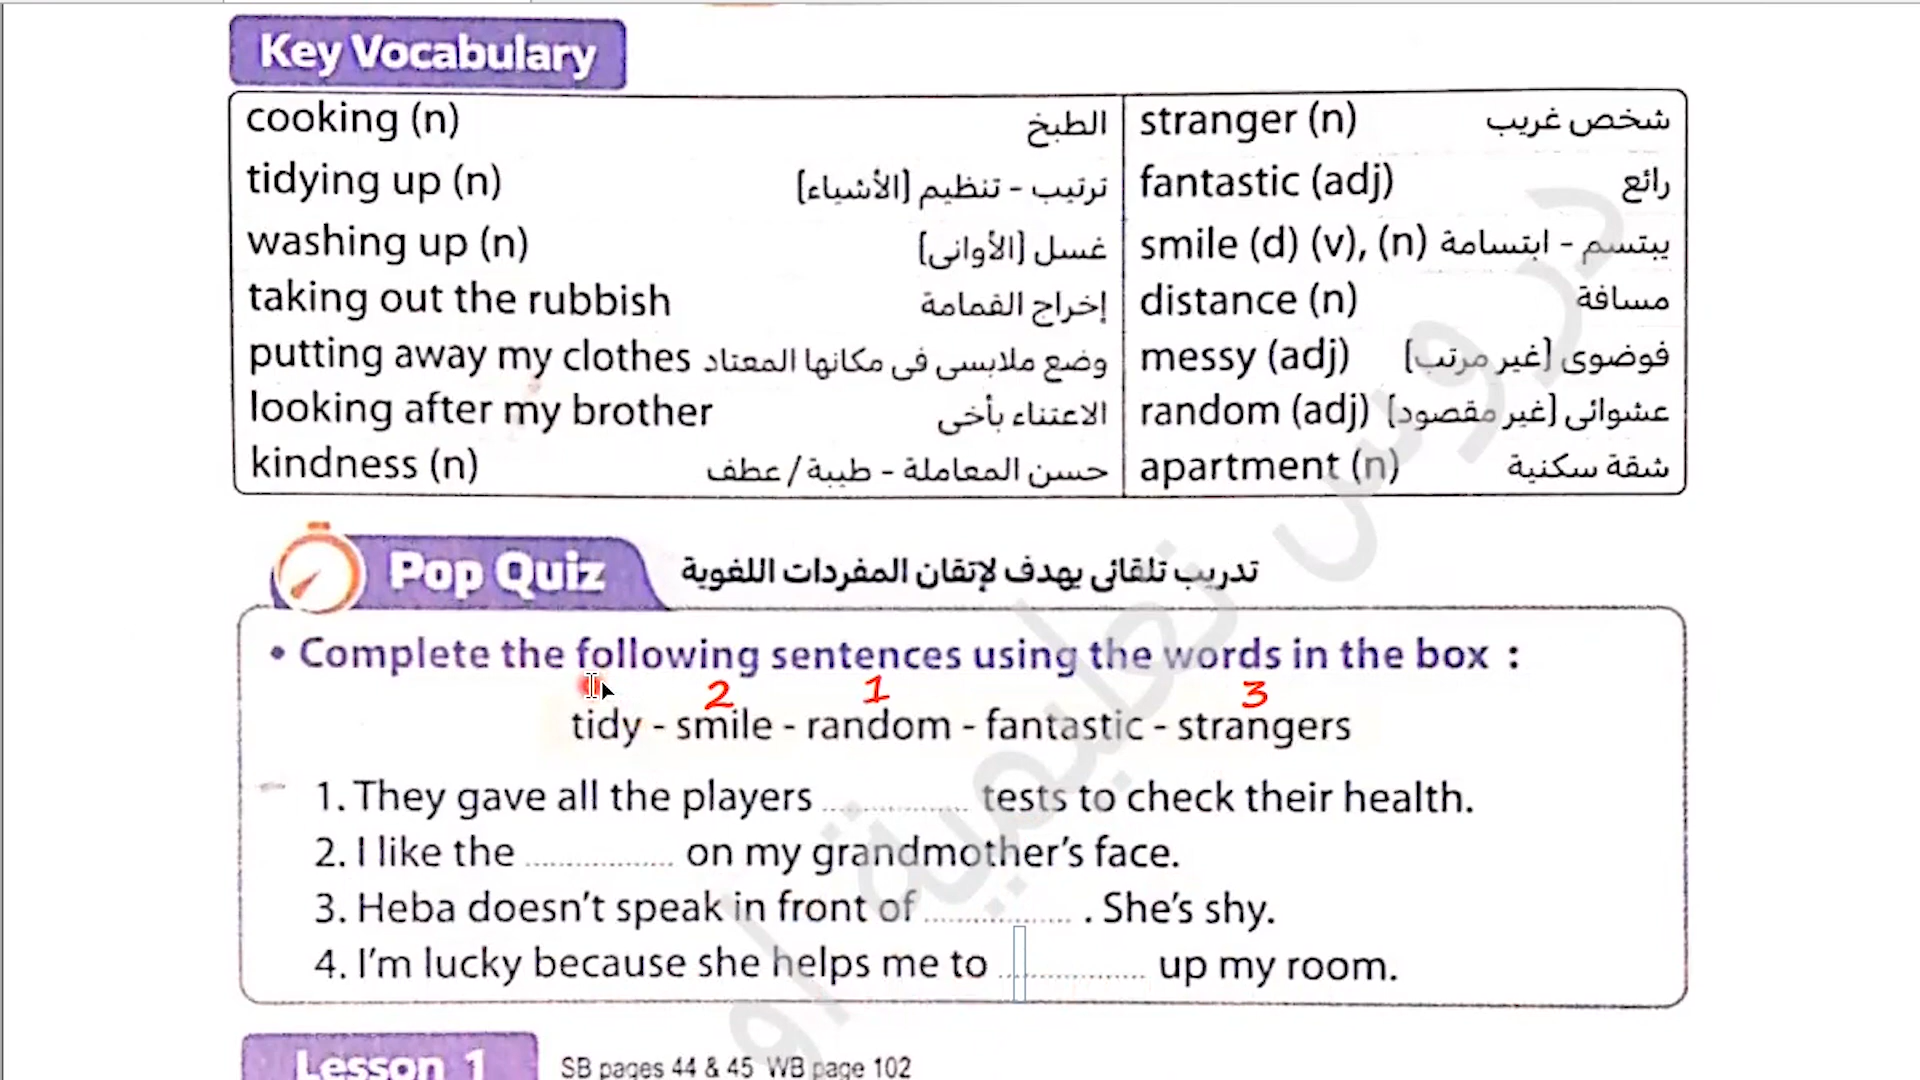 Key Vocabulary
cooking (n) الطبخ
tidying up (n) ترتيب - تنظيم [الأشياء]
washing up (n) غسل [الأوانى]
taking out the rubbish إخراج القمامة
putting away my clothes وضع ملابسى فى مكانها المعتاد
looking after my brother الاعتناء بأخى
kindness (n) حسن المعاملة - طيبة / عطف
stranger (n) شخص غريب
fantastic (adj) رائع
smile (d) (v), (n) يبتسم - ابتسامة
distance (n) مسافة
messy (adj) فوضوى [غير مرتب]
random (adj) عشوائى [غير مقصود]
apartment (n) شقة سكنية
Pop Quiz تدريب تلقائى يهدف لإتقان المفردات اللغوية
• Complete the following sentences using the words in the box :
2 1 3
tidy - smile - random - fantastic - strangers
1. They gave all the players ............... tests to check their health.
2. I like the ............... on my grandmother's face.
3. Heba doesn't speak in front of ............... . She's shy.
4. I'm lucky because she helps me to ............... up my room.
Lesson 1 SB pages 44 & 45 WB page 102
دروس تعليمية أو